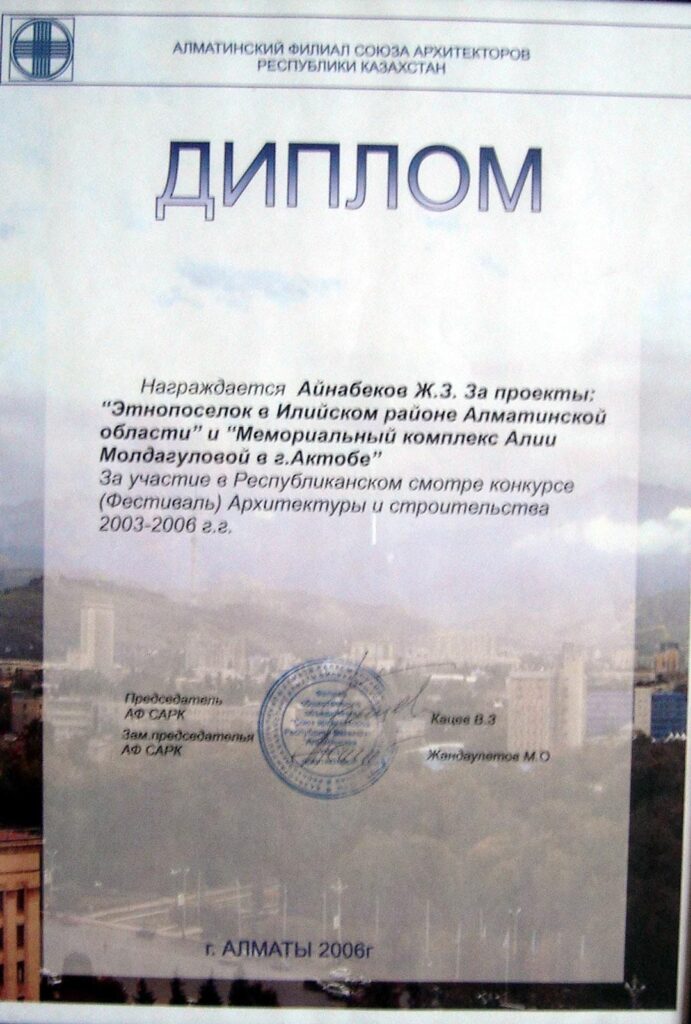 АЛМАТИНСКИЙ ФИЛИАЛ СОЮЗА АРХИТЕКТОРОВ
РЕСПУБЛИКИ КАЗАХСТАН
ДИПЛОМ
Награждается Айнабеков Ж.З. За проекты:
"Этнопоселок в Илийском районе Алматинской
области" и "Мемориальный комплекс Алии
Молдагуловой в г.Актобе"
За участие в Республиканском смотре конкурсе
(Фестиваль) Архитектуры и строительства
2003-2006 г.г.
Председатель
АФ САРК
Кацев В.З
Зам.председателья
АФ САРК
Жандаулетов М.О
г. АЛМАТЫ 2006г